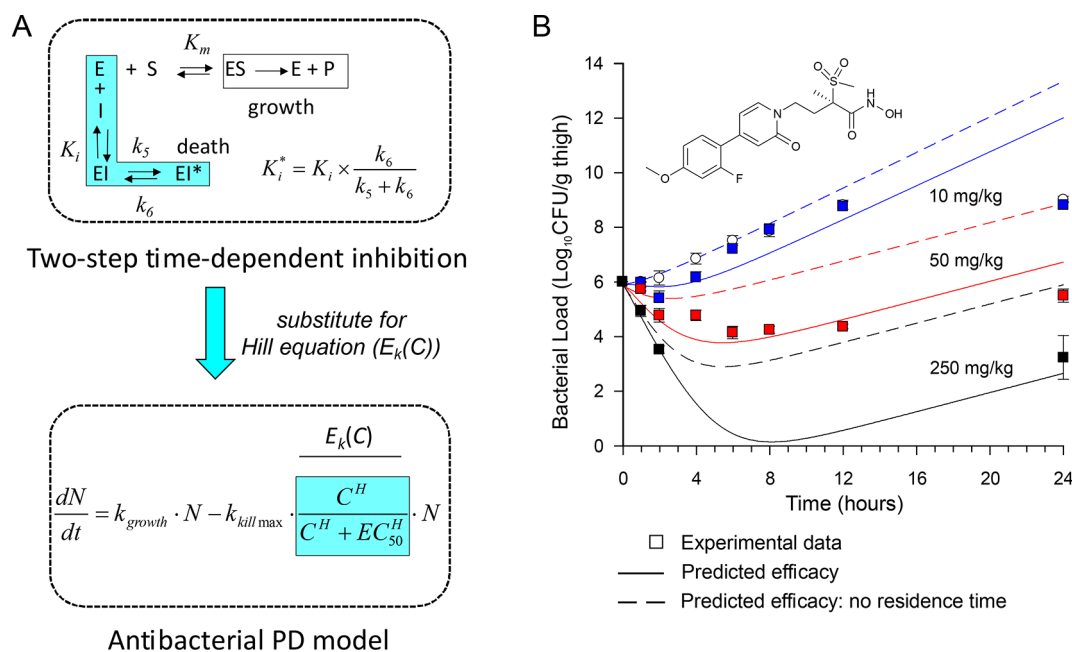 A
E + S
K_m
ES → E + P
+
growth
I
K_i
k_5
death
EI
EI*
k_6
K_i^* = K_i × k_6 / (k_5 + k_6)
Two-step time-dependent inhibition
substitute for
Hill equation (E_k(C))
E_k(C)
dN/dt = k_growth · N − k_kill max · C^H / (C^H + EC_50^H) · N
Antibacterial PD model
B
Bacterial Load (Log₁₀CFU/g thigh)
14
12
10
8
6
4
2
0
O
O
S
H
N
OH
N
O
O
O
F
10 mg/kg
50 mg/kg
250 mg/kg
0
4
8
12
16
20
24
Time (hours)
Experimental data
Predicted efficacy
Predicted efficacy: no residence time